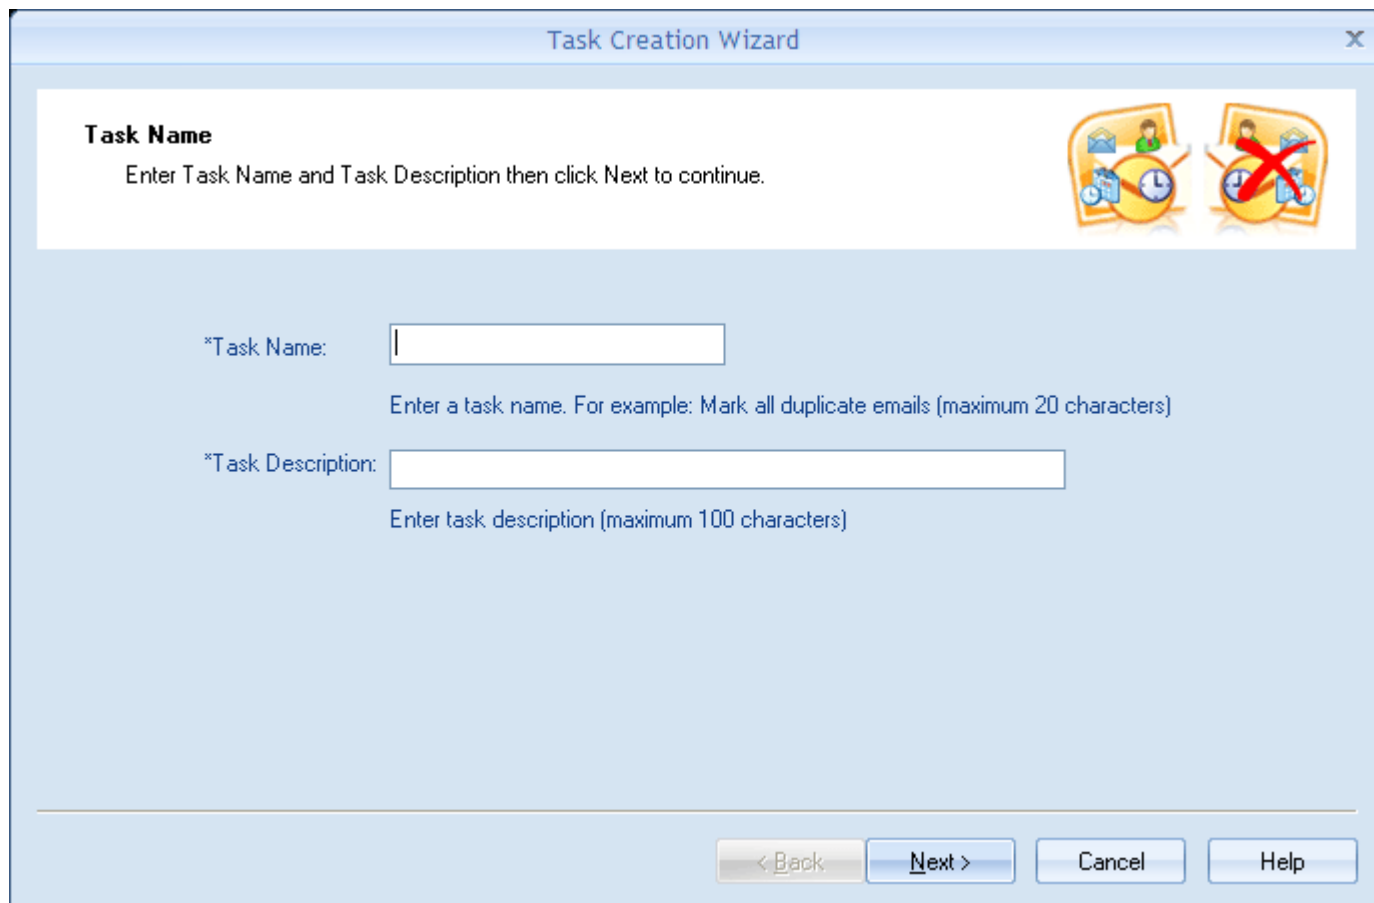 Task Creation Wizard
Task Name
Enter Task Name and Task Description then click Next to continue.
*Task Name:
Enter a task name. For example: Mark all duplicate emails (maximum 20 characters)
*Task Description:
Enter task description (maximum 100 characters)
< Back Next > Cancel Help